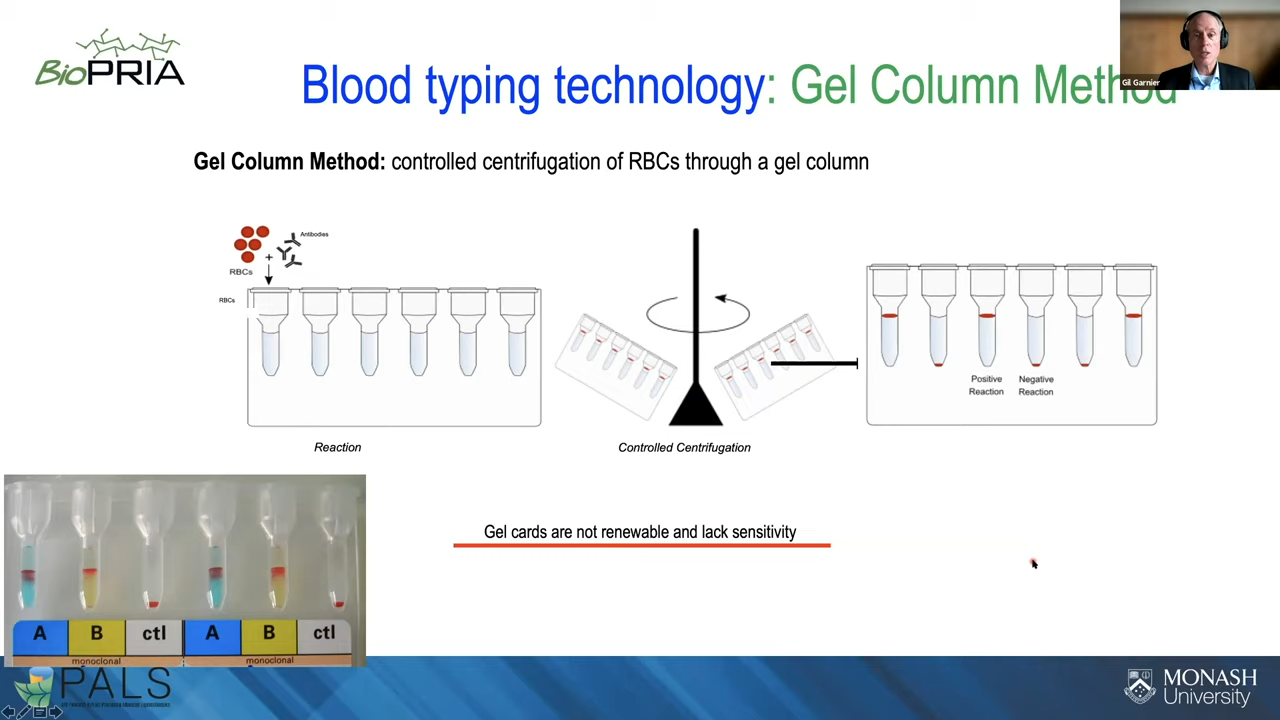 BioPRIA
Gil Garnier
Blood typing technology: Gel Column Method
Gel Column Method: controlled centrifugation of RBCs through a gel column
Antibodies
+
RBCs
RBCs
Positive
Reaction
Negative
Reaction
Reaction
Controlled Centrifugation
Gel cards are not renewable and lack sensitivity
A B ctl A B ctl
monoclonal monoclonal
PALS
MONASH
University